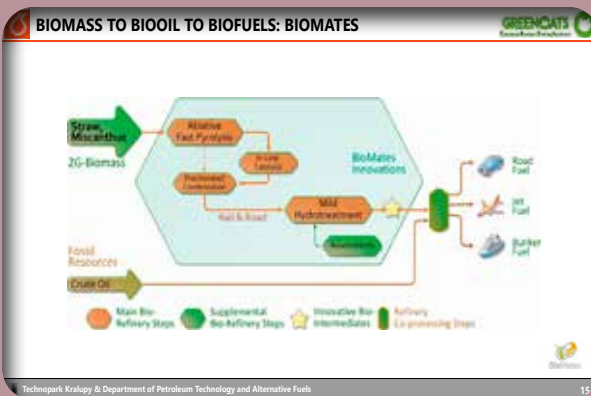 BIOMASS TO BIOOIL TO BIOFUELS: BIOMATES
GREENCATS
Straw,
Miscanthus
2G-Biomass
Ablative
Fast Pyrolysis
Fractionated
Condensation
Rail & Road
Mild
Hydrotreatment
BioMates
Innovations
Road
Fuel
Jet
Fuel
Bunker
Fuel
Fossil
Resources
Crude Oil
Main Bio-
Refinery Steps
Supplemental
Bio-Refinery Steps
Innovative Bio-
Intermediates
Refinery
Co-processing Steps
BioMates
Technopark Kralupy & Department of Petroleum Technology and Alternative Fuels
15